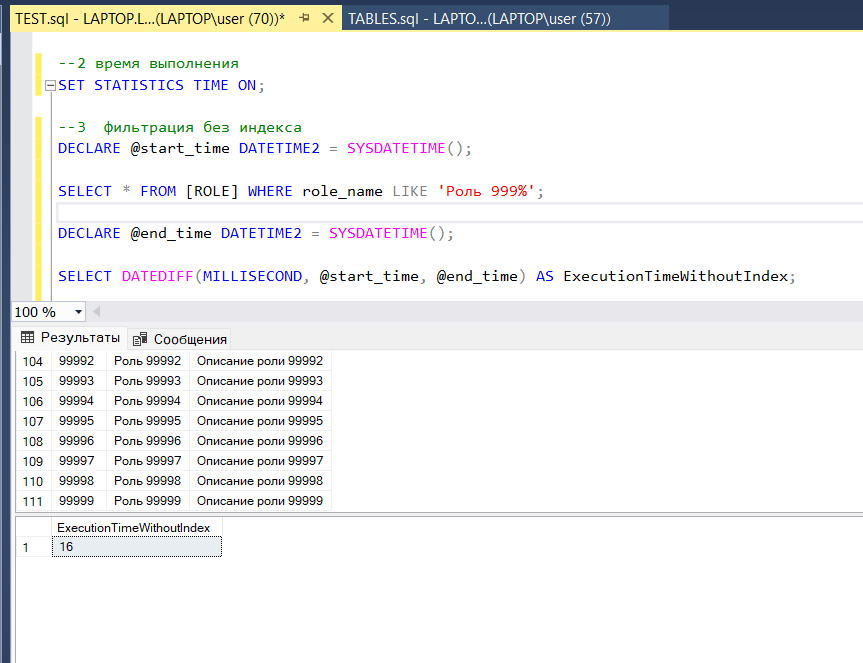 TEST.sql - LAPTOP.L...(LAPTOP\user (70))* TABLES.sql - LAPTO...(LAPTOP\user (57))
--2 время выполнения
SET STATISTICS TIME ON;
--3  фильтрация без индекса
DECLARE @start_time DATETIME2 = SYSDATETIME();
SELECT * FROM [ROLE] WHERE role_name LIKE 'Роль 999%';
DECLARE @end_time DATETIME2 = SYSDATETIME();
SELECT DATEDIFF(MILLISECOND, @start_time, @end_time) AS ExecutionTimeWithoutIndex;
100 %
Результаты Сообщения
104 99992 Роль 99992 Описание роли 99992
105 99993 Роль 99993 Описание роли 99993
106 99994 Роль 99994 Описание роли 99994
107 99995 Роль 99995 Описание роли 99995
108 99996 Роль 99996 Описание роли 99996
109 99997 Роль 99997 Описание роли 99997
110 99998 Роль 99998 Описание роли 99998
111 99999 Роль 99999 Описание роли 99999
ExecutionTimeWithoutIndex
1 16